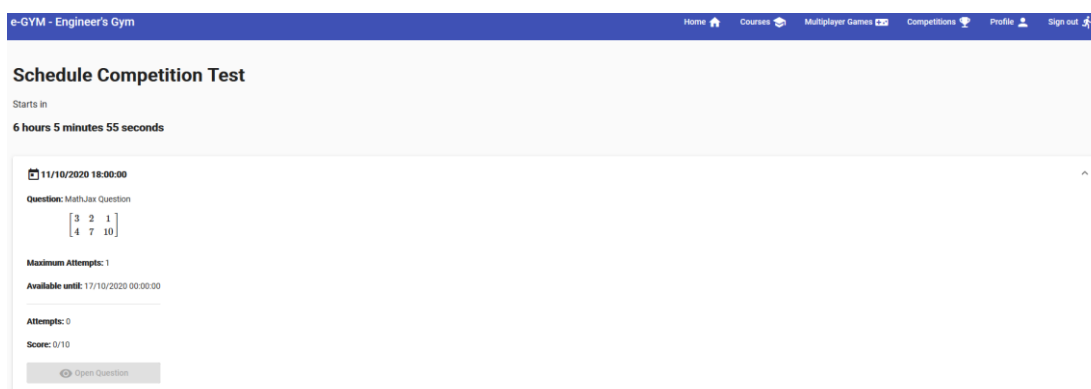 e-GYM - Engineer's Gym Home Courses Multiplayer Games Competitions Profile Sign out
Schedule Competition Test
Starts in
6 hours 5 minutes 55 seconds
11/10/2020 18:00:00
Question: MathJax Question
3 2 1
4 7 10
Maximum Attempts: 1
Available until: 17/10/2020 00:00:00
Attempts: 0
Score: 0/10
Open Question